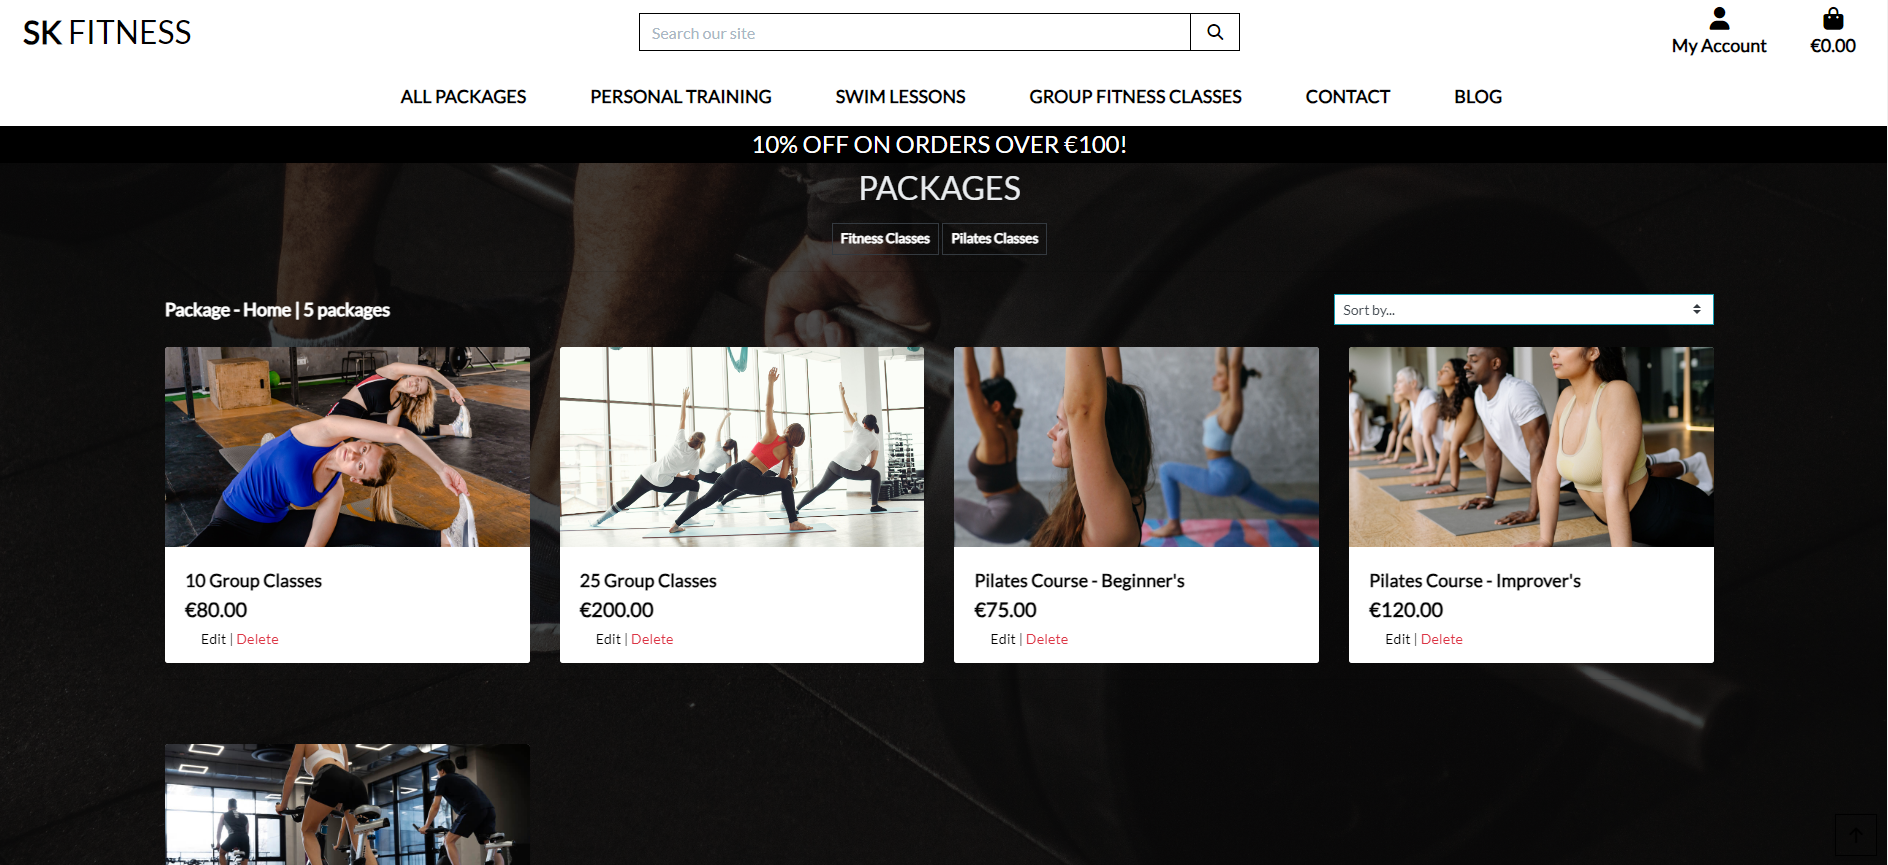 SK FITNESS
Search our site
My Account
€0.00
ALL PACKAGES
PERSONAL TRAINING
SWIM LESSONS
GROUP FITNESS CLASSES
CONTACT
BLOG
10% OFF ON ORDERS OVER €100!
PACKAGES
Fitness Classes
Pilates Classes
Package - Home | 5 packages
Sort by...
10 Group Classes
€80.00
Edit | Delete
25 Group Classes
€200.00
Edit | Delete
Pilates Course - Beginner's
€75.00
Edit | Delete
Pilates Course - Improver's
€120.00
Edit | Delete